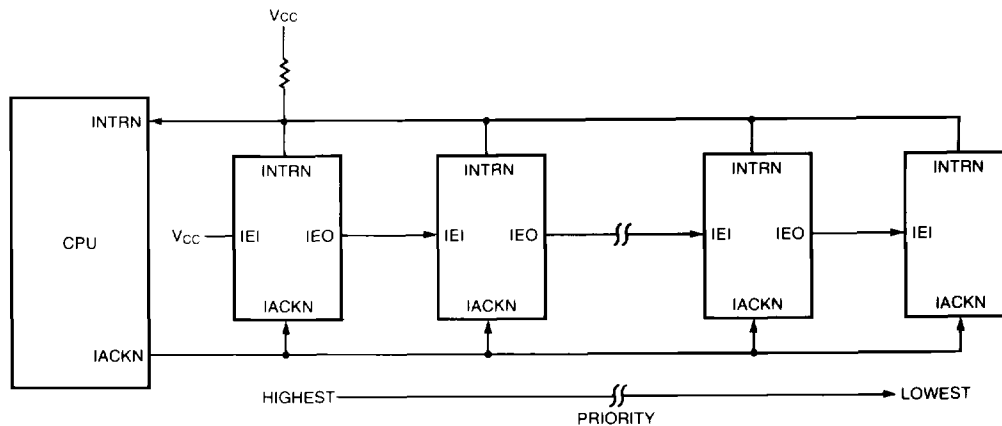 VCC
INTRN
INTRN
INTRN
INTRN
INTRN
CPU
VCC
IEI
IEO
IEI
IEO
IEI
IEO
IEI
IACKN
IACKN
IACKN
IACKN
IACKN
HIGHEST
LOWEST
PRIORITY